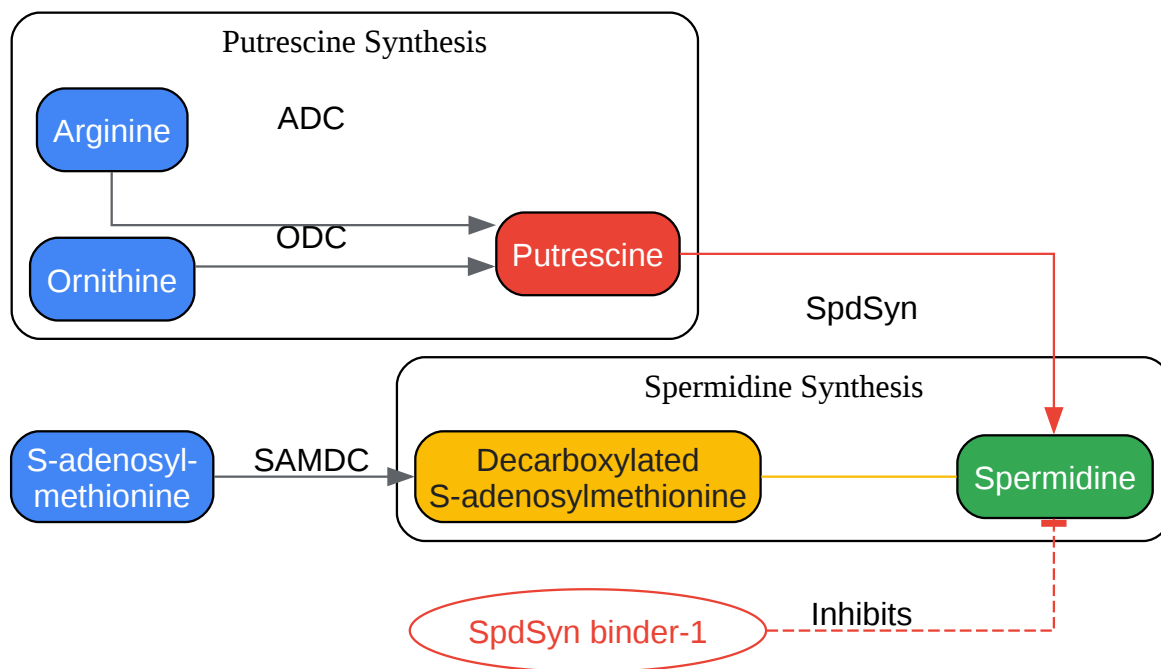 Putrescine Synthesis
Arginine
ADC
ODC
Ornithine
Putrescine
SpdSyn
Spermidine Synthesis
S-adenosyl-
methionine
SAMDC
Decarboxylated
S-adenosylmethionine
Spermidine
SpdSyn binder-1
Inhibits